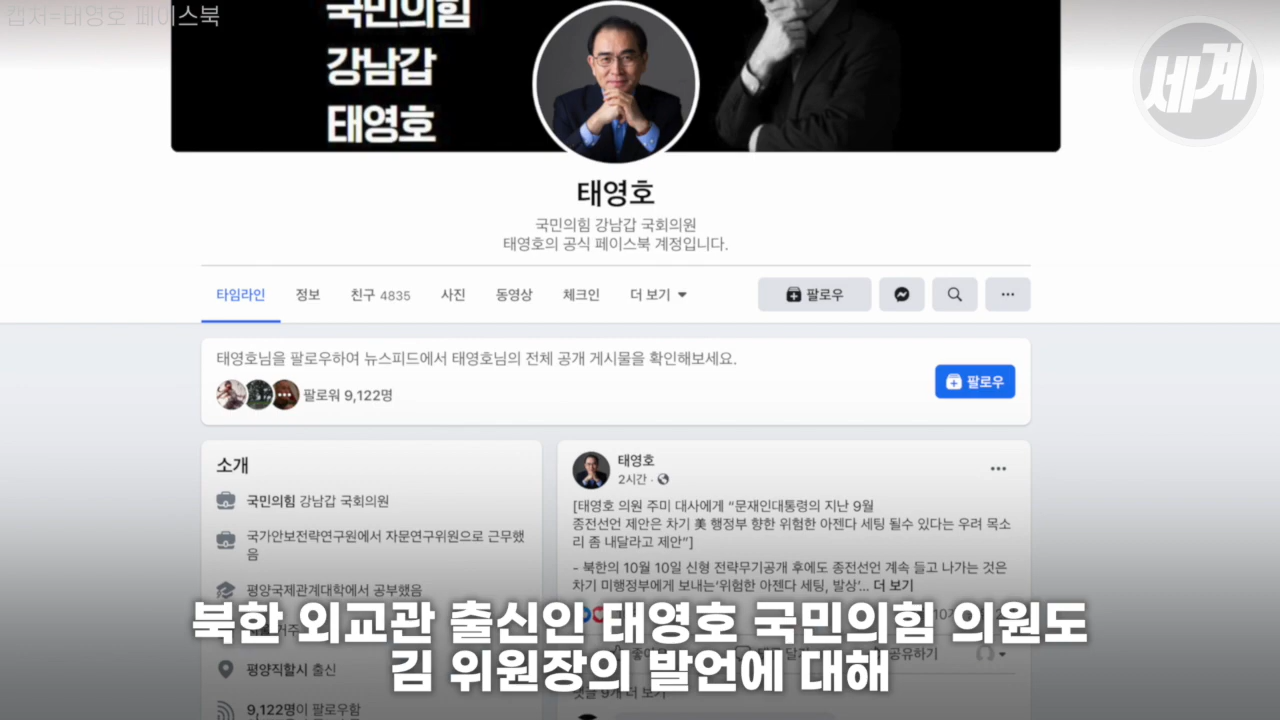 캡처=태영호 페이스북
세계
국민의힘
강남갑
태영호
태영호
국민의힘 강남갑 국회의원
태영호의 공식 페이스북 계정입니다.
타임라인 정보 친구 4835 사진 동영상 체크인 더 보기 팔로우
태영호님을 팔로우하여 뉴스피드에서 태영호님의 전체 공개 게시물을 확인해보세요.
팔로워 9,122명
팔로우
소개
국민의힘 강남갑 국회의원
국가안보전략연구원에서 자문연구위원으로 근무했
음
평양국제관계대학에서 공부했음
거주
평양직할시 출신
9,122명이 팔로우함
태영호
2시간
[태영호 의원 주미 대사에게 “문재인대통령의 지난 9월
종전선언 제안은 차기 美 행정부 향한 위험한 아젠다 세팅 될수 있다는 우려 목소
리 좀 내달라고 제안”]
- 북한의 10월 10일 신형 전략무기공개 후에도 종전선언 계속 들고 나가는 것은
차기 미행정부에게 보내는‘위험한 아젠다 세팅, 발상’... 더 보기
공유하기
댓글 9개 더 보기
북한 외교관 출신인 태영호 국민의힘 의원도
김 위원장의 발언에 대해